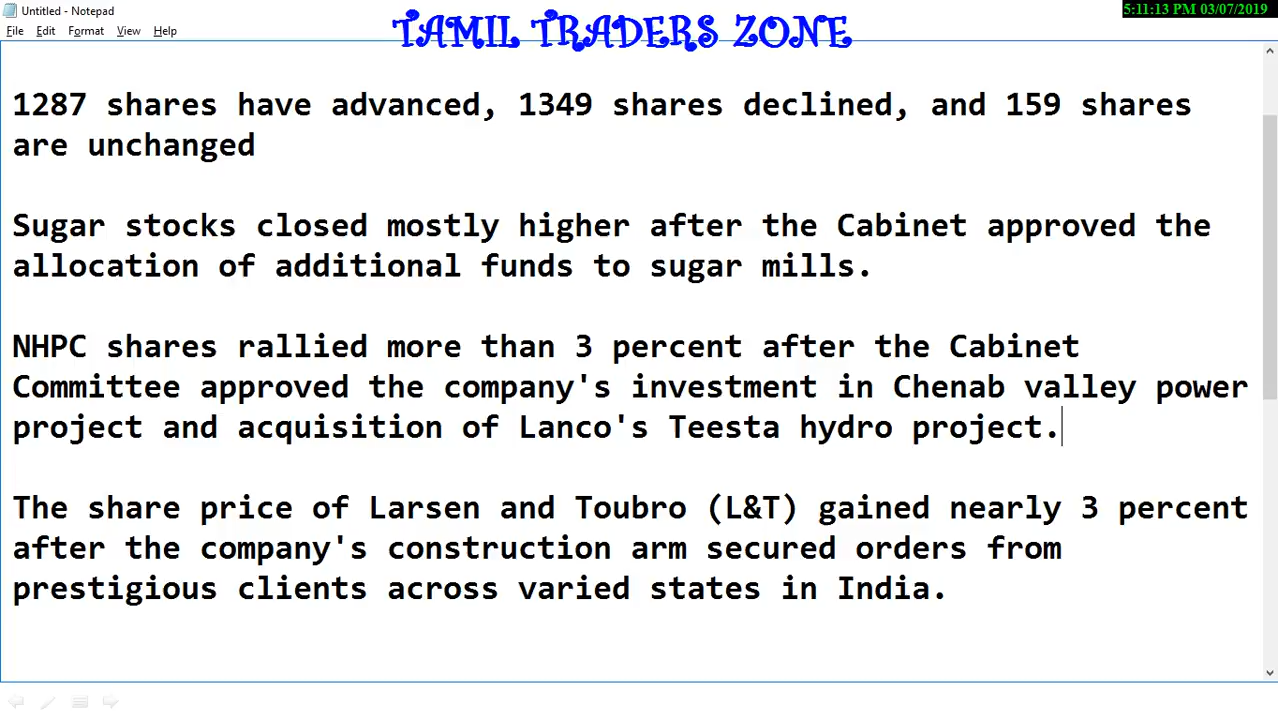 Untitled - Notepad
5:11:13 PM 03/07/2019
TAMIL TRADERS ZONE
File Edit Format View Help
1287 shares have advanced, 1349 shares declined, and 159 shares
are unchanged
Sugar stocks closed mostly higher after the Cabinet approved the
allocation of additional funds to sugar mills.
NHPC shares rallied more than 3 percent after the Cabinet
Committee approved the company's investment in Chenab valley power
project and acquisition of Lanco's Teesta hydro project.
The share price of Larsen and Toubro (L&T) gained nearly 3 percent
after the company's construction arm secured orders from
prestigious clients across varied states in India.